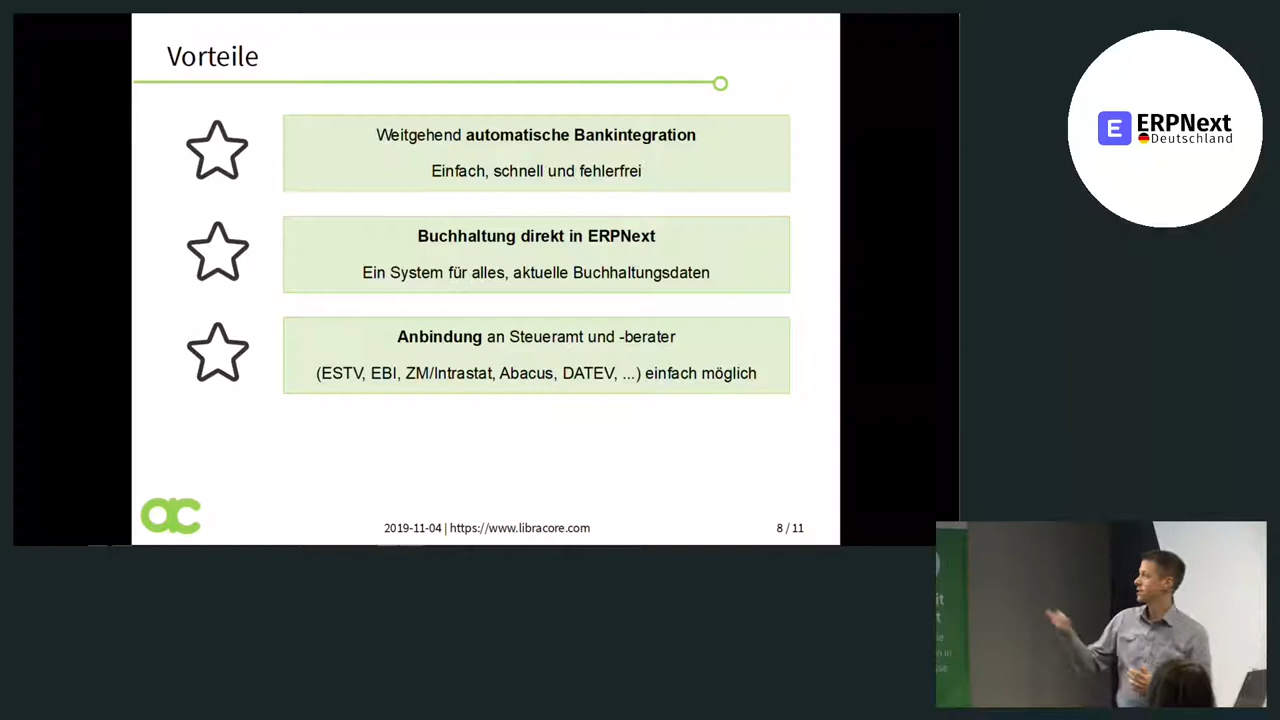 Vorteile
Weitgehend automatische Bankintegration
Einfach, schnell und fehlerfrei
Buchhaltung direkt in ERPNext
Ein System für alles, aktuelle Buchhaltungsdaten
Anbindung an Steueramt und -berater
(ESTV, EBI, ZM/Intrastat, Abacus, DATEV, ...) einfach möglich
ac
2019-11-04 | https://www.libracore.com
8 / 11
E ERPNext
Deutschland